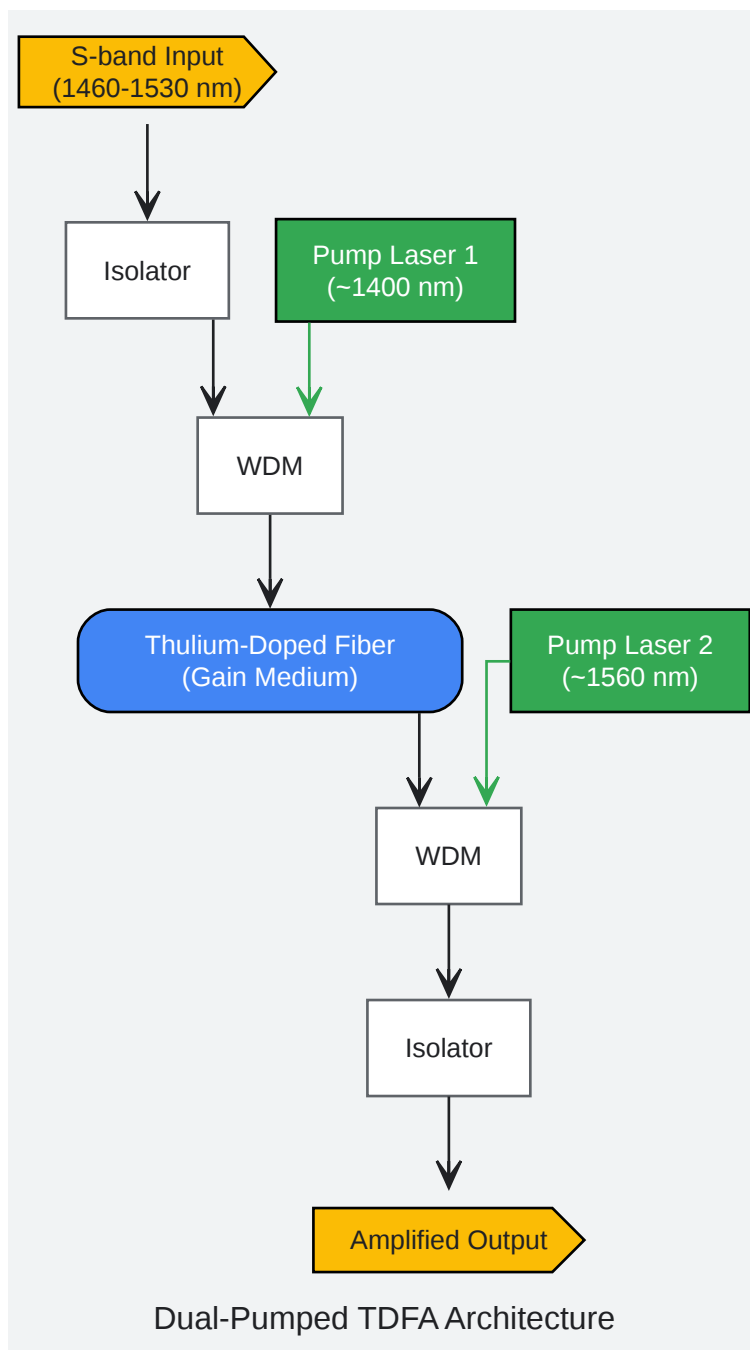 S-band Input
(1460-1530 nm)
Isolator
Pump Laser 1
(~1400 nm)
WDM
Thulium-Doped Fiber
(Gain Medium)
Pump Laser 2
(~1560 nm)
WDM
Isolator
Amplified Output
Dual-Pumped TDFA Architecture